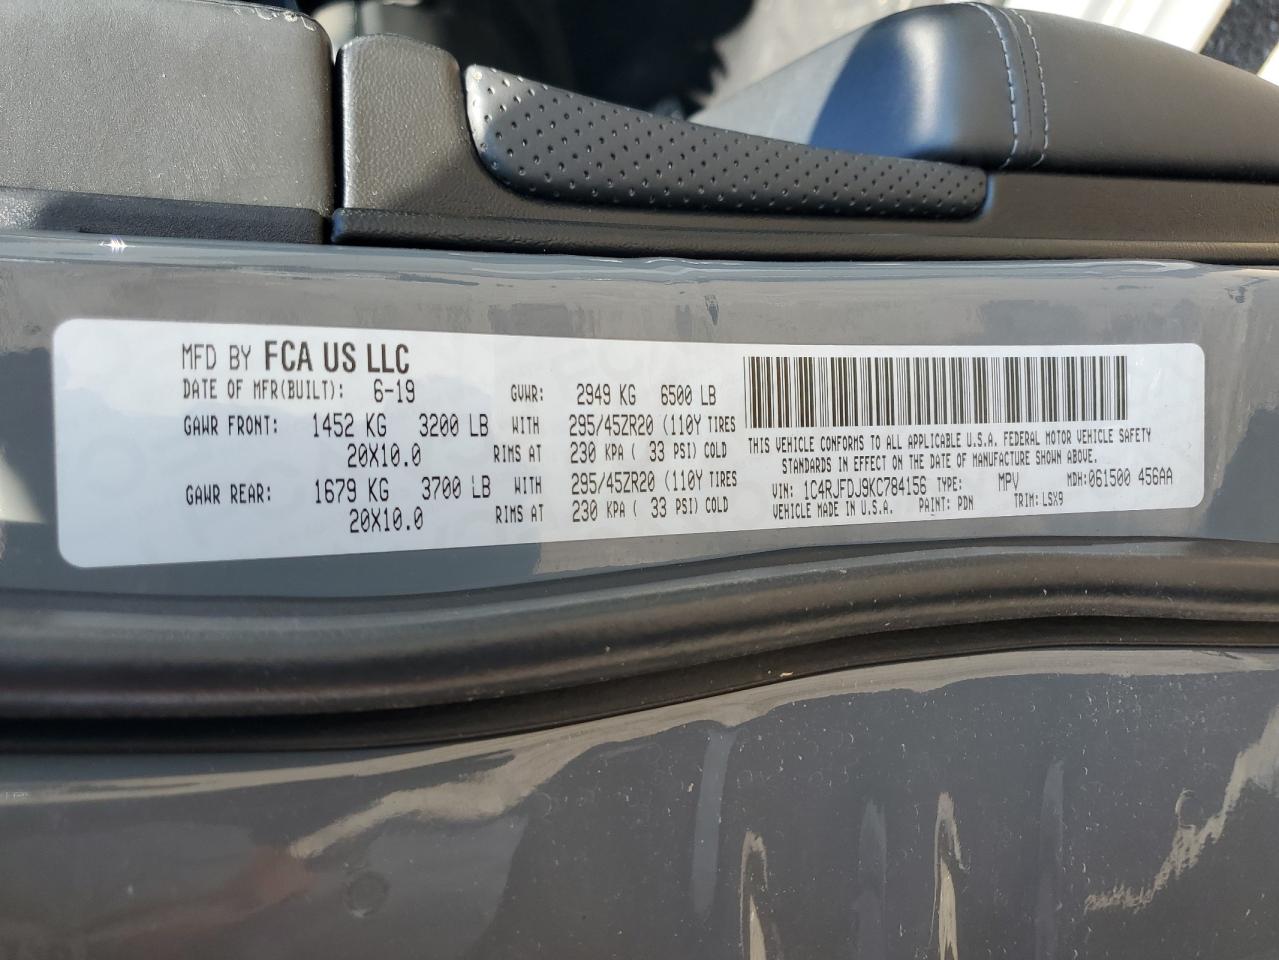 MFD BY FCA US LLC
DATE OF MFR(BUILT): 6-19 GVWR: 2949 KG 6500 LB
GAWR FRONT: 1452 KG 3200 LB WITH 295/45ZR20 (110Y TIRES
20X10.0 RIMS AT 230 KPA ( 33 PSI) COLD
GAWR REAR: 1679 KG 3700 LB WITH 295/45ZR20 (110Y TIRES
20X10.0 RIMS AT 230 KPA ( 33 PSI) COLD
THIS VEHICLE CONFORMS TO ALL APPLICABLE U.S.A. FEDERAL MOTOR VEHICLE SAFETY
STANDARDS IN EFFECT ON THE DATE OF MANUFACTURE SHOWN ABOVE.
VIN: 1C4RJFDJ9KC784156 TYPE: MPV MDH:061500 456AA
VEHICLE MADE IN U.S.A. PAINT: PDN TRIM: LSX9